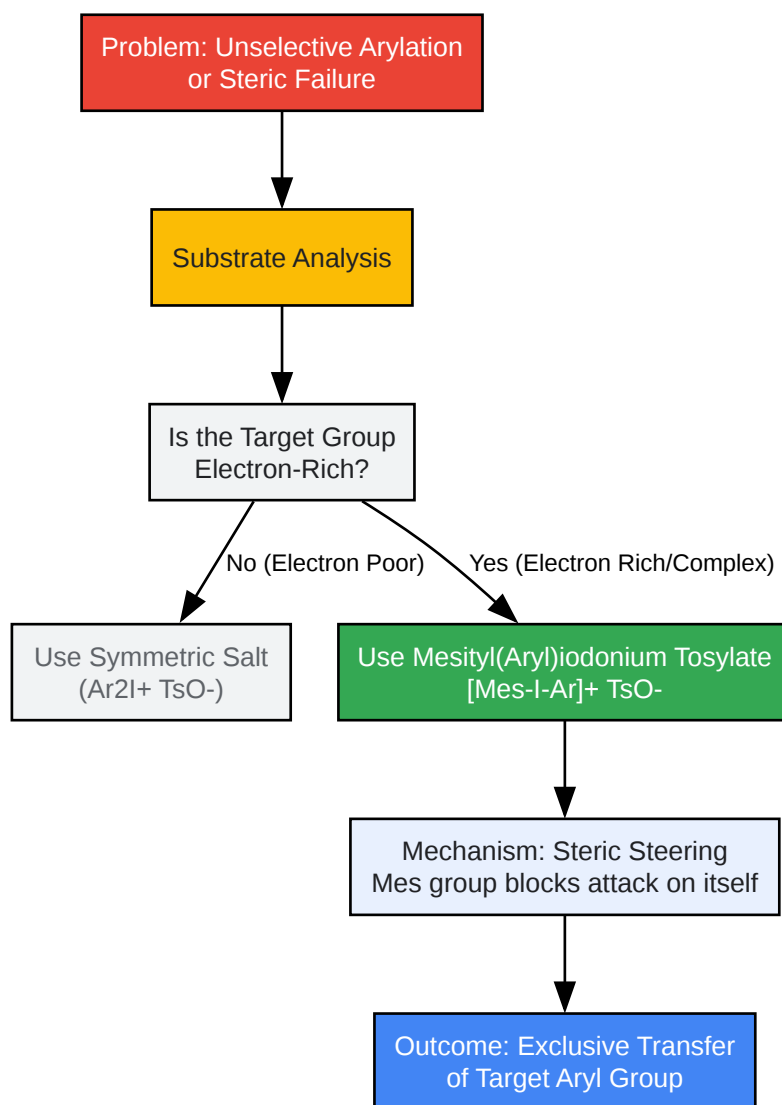 Problem: Unselective Arylation
or Steric Failure
Substrate Analysis
Is the Target Group
Electron-Rich?
No (Electron Poor)
Yes (Electron Rich/Complex)
Use Symmetric Salt
(Ar2I+ TsO-)
Use Mesityl(Aryl)iodonium Tosylate
[Mes-I-Ar]+ TsO-
Mechanism: Steric Steering
Mes group blocks attack on itself
Outcome: Exclusive Transfer
of Target Aryl Group